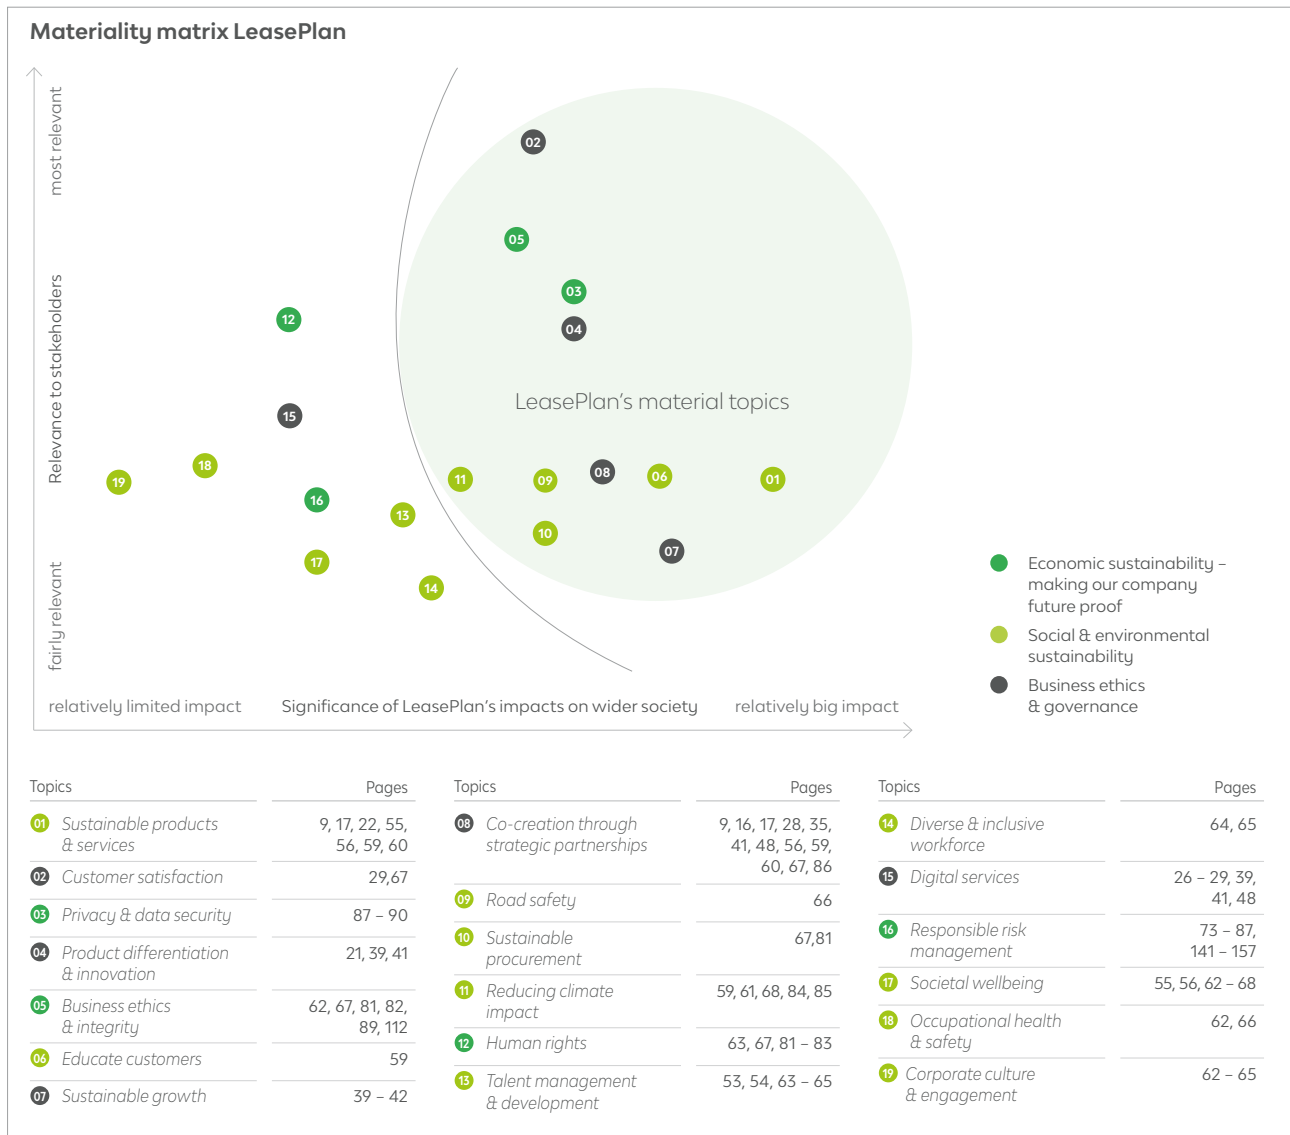 Materiality matrix LeasePlan
most relevant
Relevance to stakeholders
fairly relevant
02
05
03
04
12
15
LeasePlan's material topics
19
18
16
13
11
09
08
06
01
10
07
17
14
Economic sustainability –
making our company
future proof
Social & environmental
sustainability
Business ethics
& governance
relatively limited impact
Significance of LeasePlan's impacts on wider society
relatively big impact
Topics Pages
01 Sustainable products 9, 17, 22, 55,
& services 56, 59, 60
02 Customer satisfaction 29,67
03 Privacy & data security 87 – 90
04 Product differentiation 21, 39, 41
& innovation
05 Business ethics 62, 67, 81, 82,
& integrity 89, 112
06 Educate customers 59
07 Sustainable growth 39 – 42
Topics Pages
08 Co-creation through 9, 16, 17, 28, 35,
strategic partnerships 41, 48, 56, 59,
60, 67, 86
09 Road safety 66
10 Sustainable 67,81
procurement
11 Reducing climate 59, 61, 68, 84, 85
impact
12 Human rights 63, 67, 81 – 83
13 Talent management 53, 54, 63 – 65
& development
Topics Pages
14 Diverse & inclusive 64, 65
workforce
15 Digital services 26 – 29, 39,
41, 48
16 Responsible risk 73 – 87,
management 141 – 157
17 Societal wellbeing 55, 56, 62 – 68
18 Occupational health 62, 66
& safety
19 Corporate culture 62 – 65
& engagement